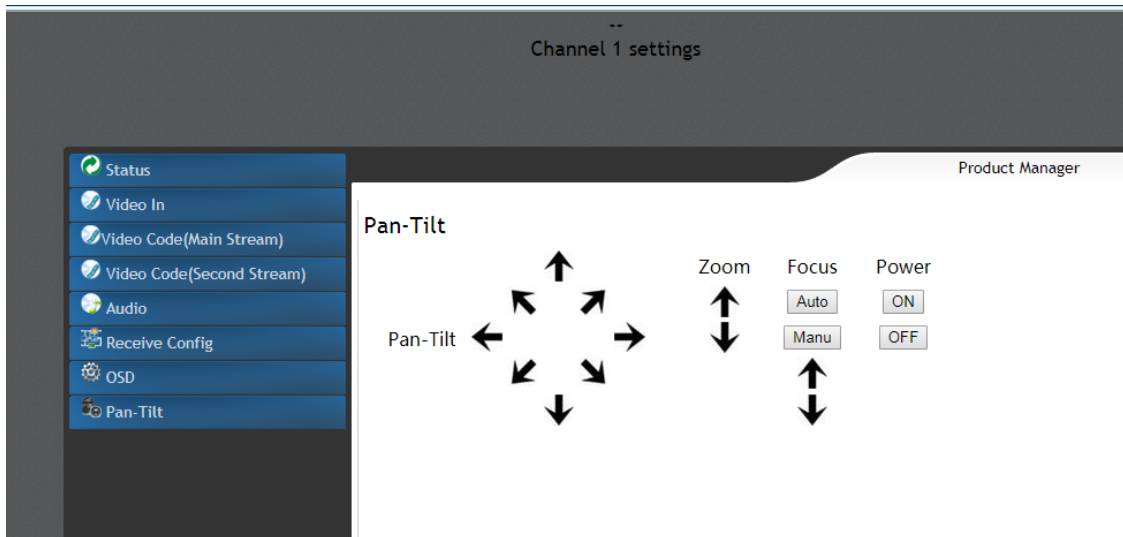 --
Channel 1 settings
Product Manager
Status
Video In
Video Code(Main Stream)
Video Code(Second Stream)
Audio
Receive Config
OSD
Pan-Tilt
Pan-Tilt
Pan-Tilt
Zoom
Focus
Auto
Manu
Power
ON
OFF